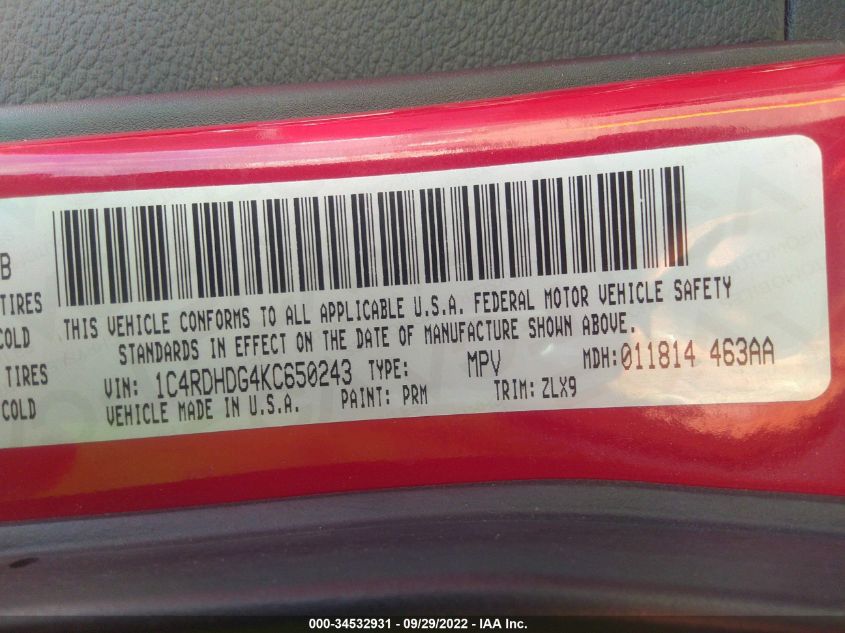 B
TIRES
COLD
TIRES
COLD
THIS VEHICLE CONFORMS TO ALL APPLICABLE U.S.A. FEDERAL MOTOR VEHICLE SAFETY
STANDARDS IN EFFECT ON THE DATE OF MANUFACTURE SHOWN ABOVE.
VIN: 1C4RDHDG4KC650243 TYPE: MPV MDH:011814 463AA
VEHICLE MADE IN U.S.A. PAINT: PRM TRIM: ZLX9
000-34532931 - 09/29/2022 - IAA Inc.